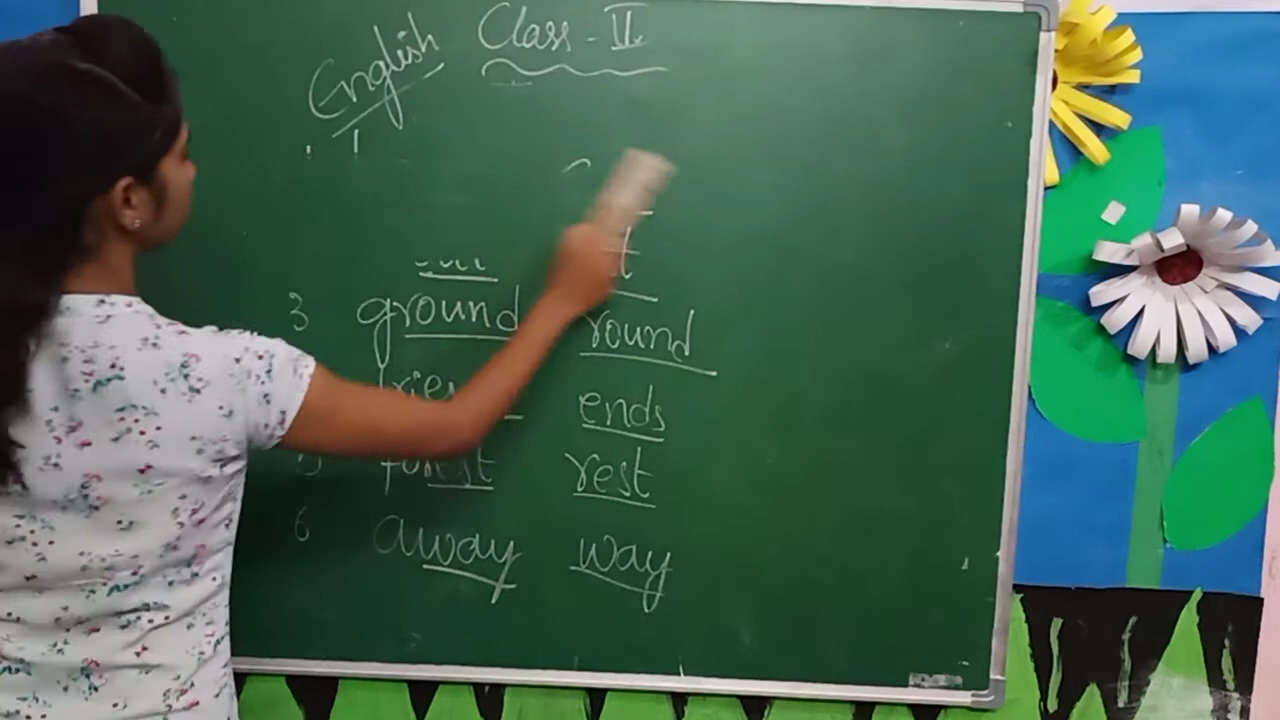 English Class - II
t
3 ground round
ends
forest rest
6 away way